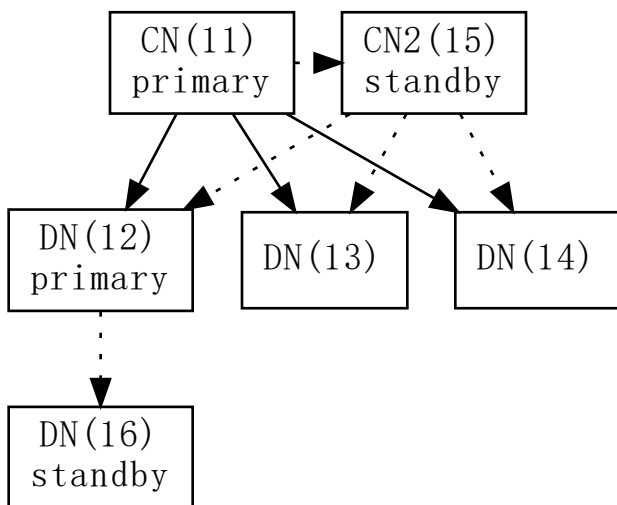 CN(11)
primary
CN2(15)
standby
DN(12)
primary
DN(13)
DN(14)
DN(16)
standby